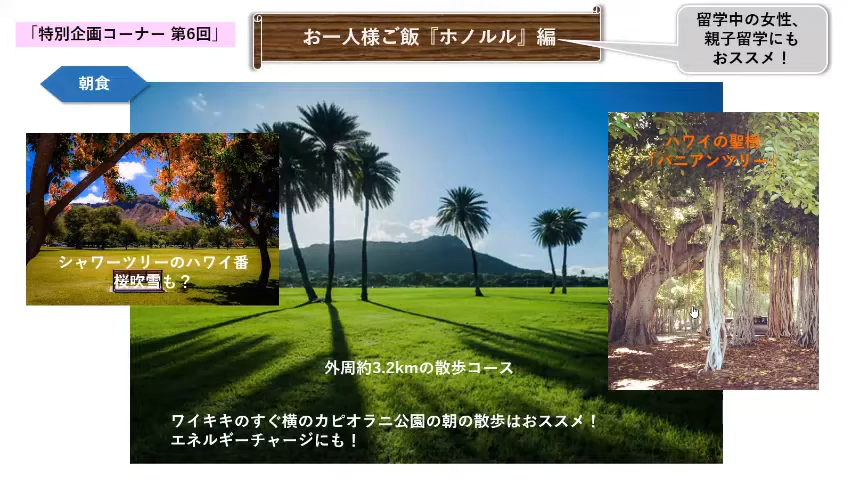 「特別企画コーナー 第6回」
お一人様ご飯『ホノルル』編
留学中の女性、
親子留学にも
おススメ！
朝食
シャワーツリーのハワイ番
桜吹雪も？
ハワイの聖樹
「バニアンツリー」
外周約3.2kmの散歩コース
ワイキキのすぐ横のカピオラニ公園の朝の散歩はおススメ！
エネルギーチャージにも！